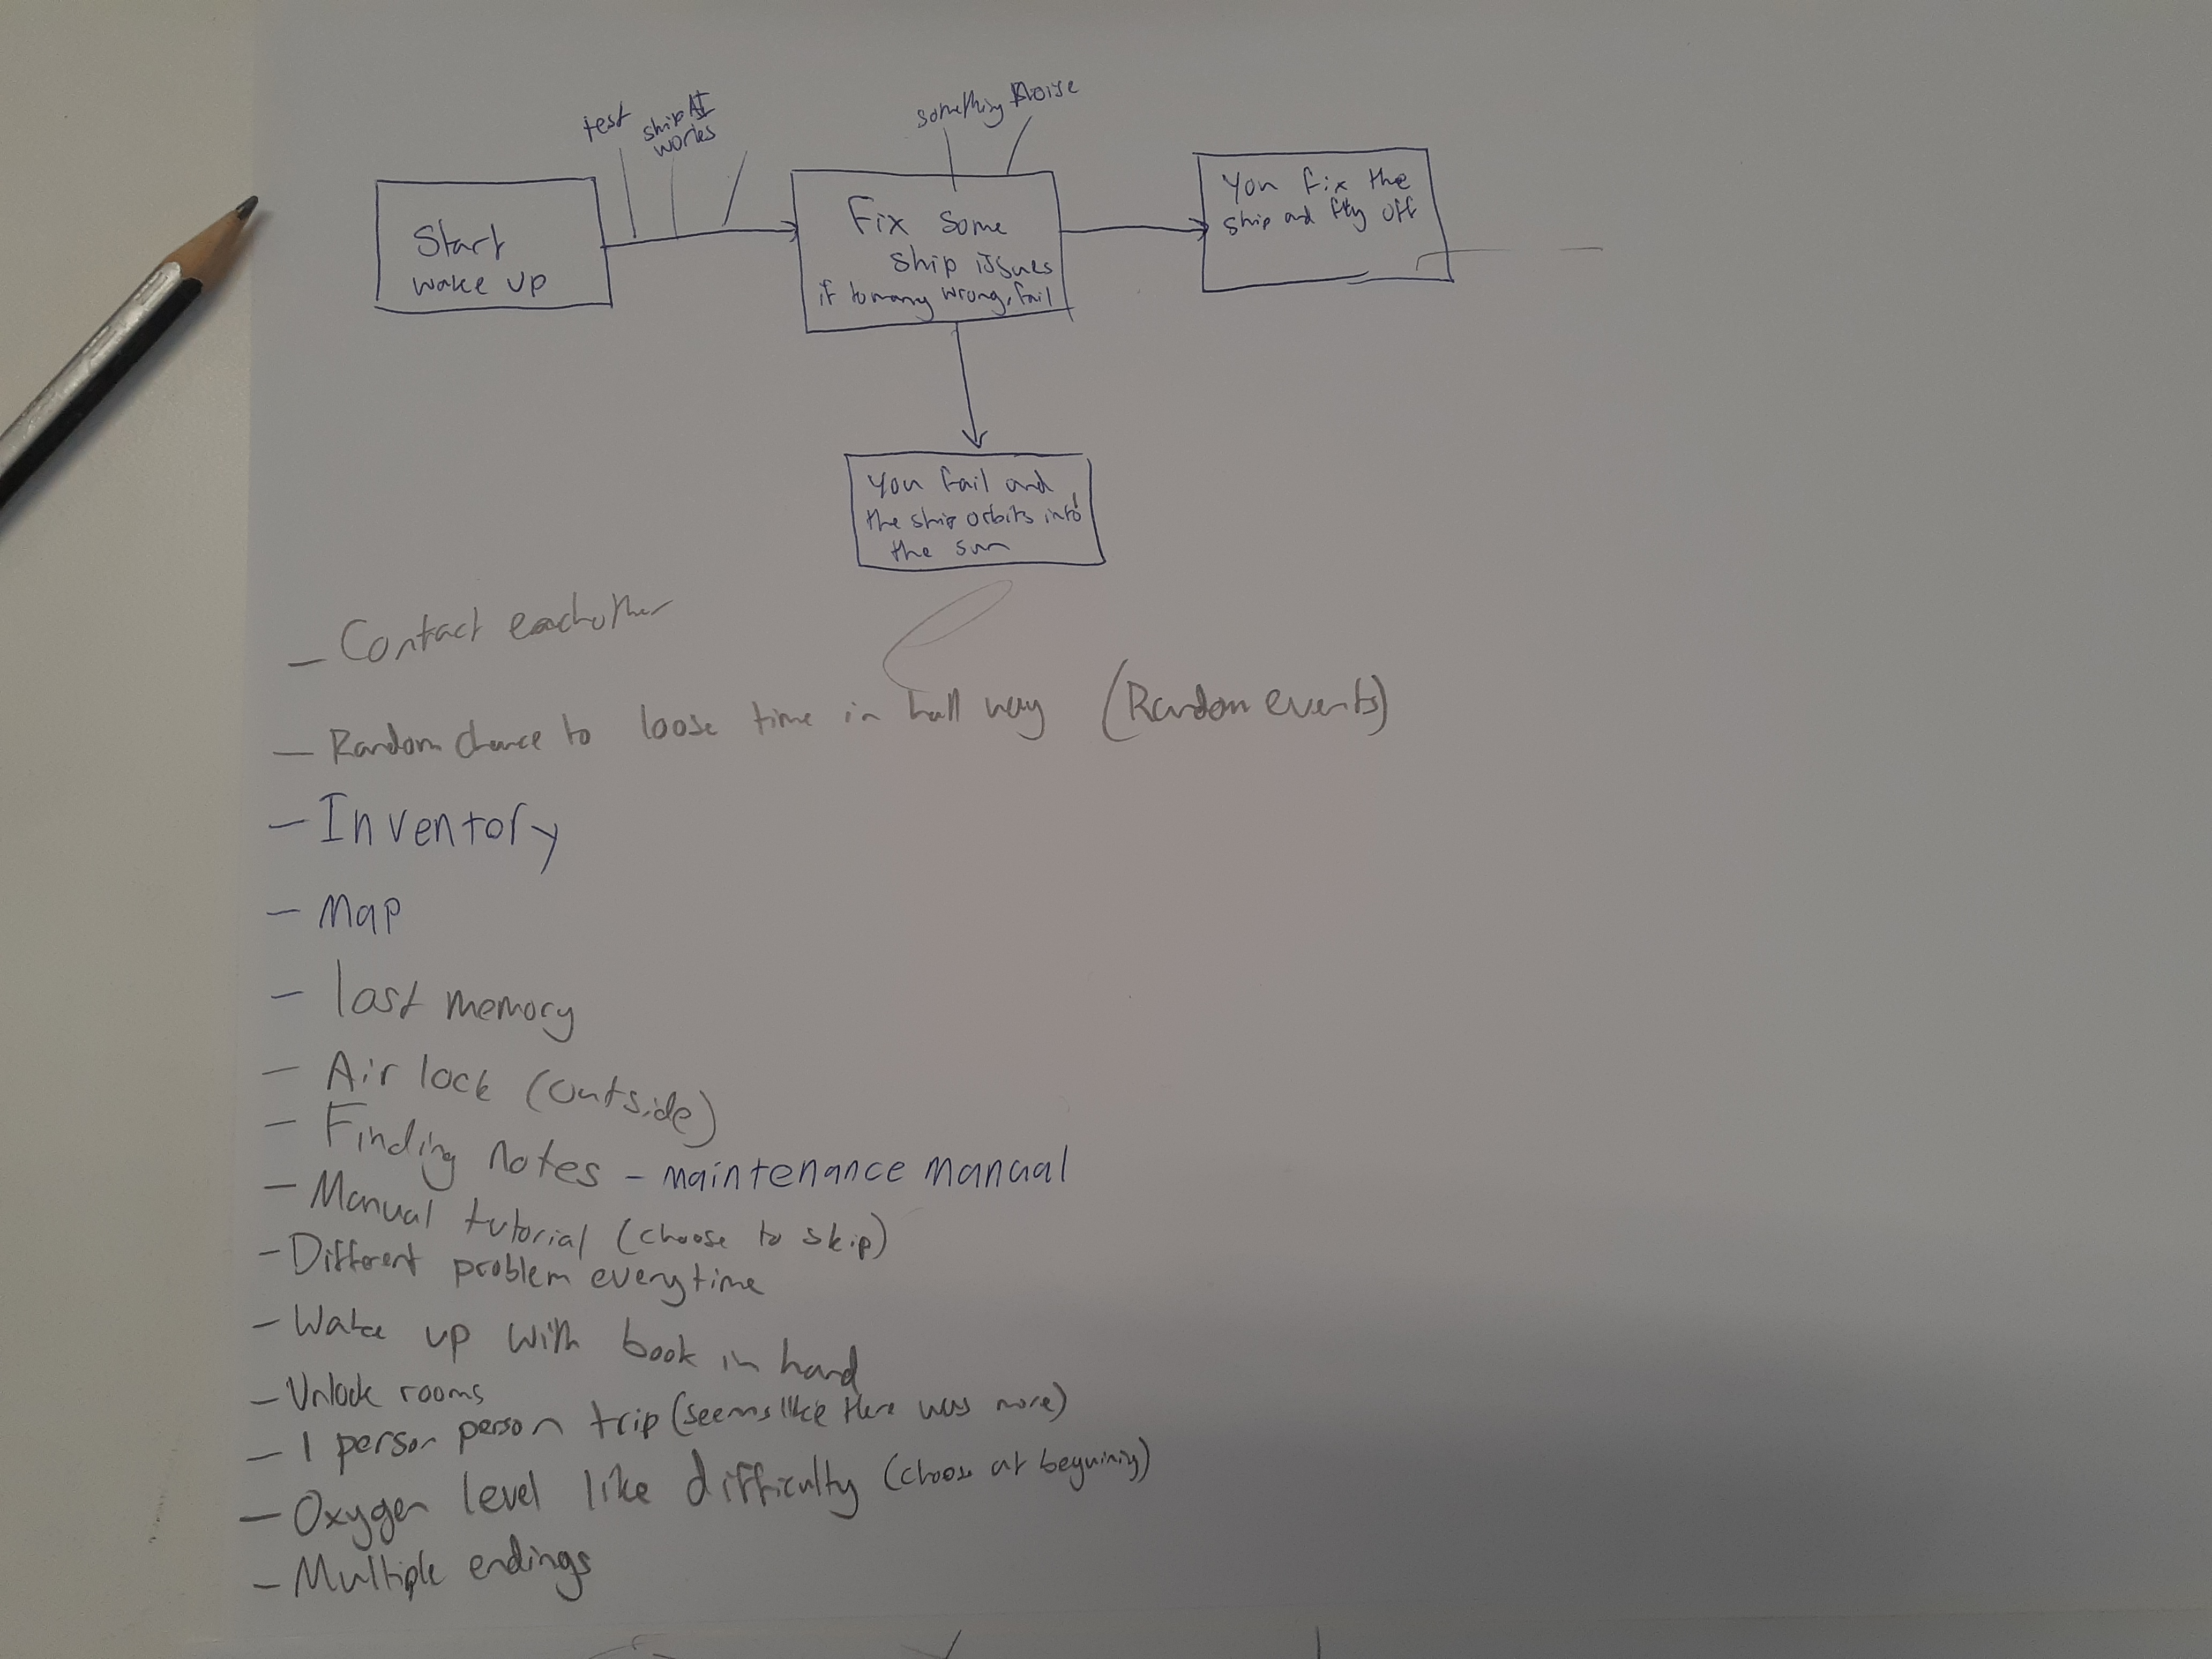 test
ship AI
works
something
Noise
Start
wake up
Fix some
ship issues
if to many wrong, fail
You fix the
ship and fly off
You fail and
the ship orbits into
the sun
- Contact eachother
- Random chance to loose time in hall way (Random events)
- Inventory
- Map
- last memory
- Air lock (outside)
- Finding notes - maintenance manual
- Manual tutorial (choose to skip)
- Different problem everytime
- Wake up with book in hand
- Unlock rooms
- 1 person person trip (seems like there was more)
- Oxygen level like difficulty (choose at beguining)
- Multiple endings